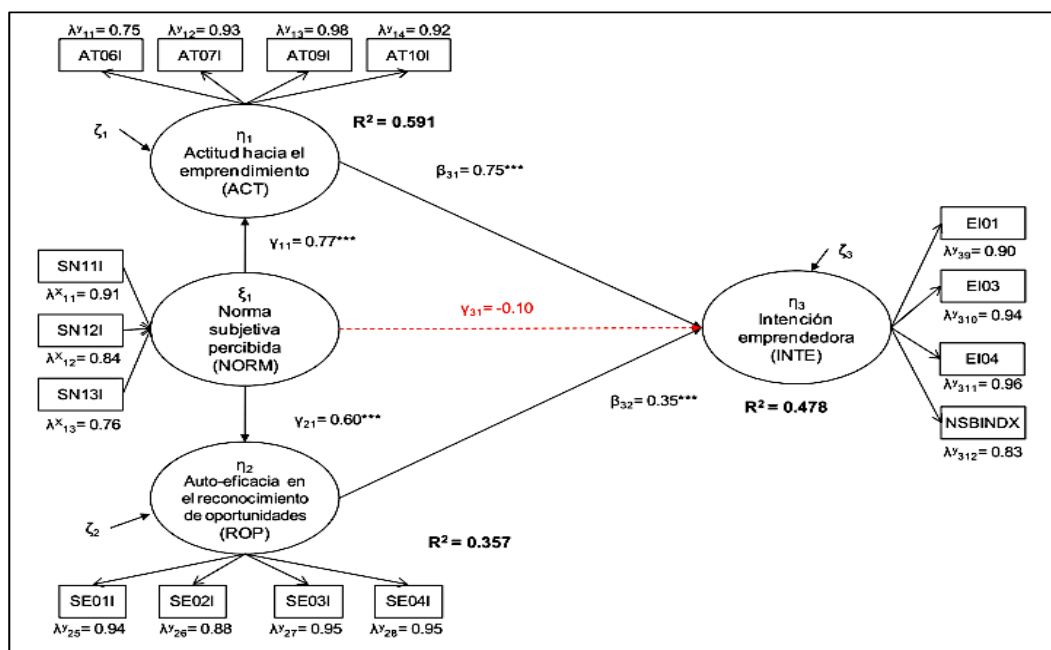 λʸ₁₁= 0.75 λʸ₁₂= 0.93 λʸ₁₃= 0.98 λʸ₁₄= 0.92
AT06I AT07I AT09I AT10I
R² = 0.591
ζ₁
η₁
Actitud hacia el
emprendimiento
(ACT)
β₃₁= 0.75***
γ₁₁= 0.77***
SN11I
λˣ₁₁= 0.91
SN12I
λˣ₁₂= 0.84
SN13I
λˣ₁₃= 0.76
ξ₁
Norma
subjetiva
percibida
(NORM)
γ₃₁= -0.10
ζ₃
η₃
Intención
emprendedora
(INTE)
R² = 0.478
EI01
λʸ₃₉= 0.90
EI03
λʸ₃₁₀= 0.94
EI04
λʸ₃₁₁= 0.96
NSBINDX
λʸ₃₁₂= 0.83
β₃₂= 0.35***
γ₂₁= 0.60***
η₂
Auto-eficacia en
el reconocimiento
de oportunidades
(ROP)
ζ₂
R² = 0.357
SE01I SE02I SE03I SE04I
λʸ₂₅= 0.94 λʸ₂₆= 0.88 λʸ₂₇= 0.95 λʸ₂₈= 0.95